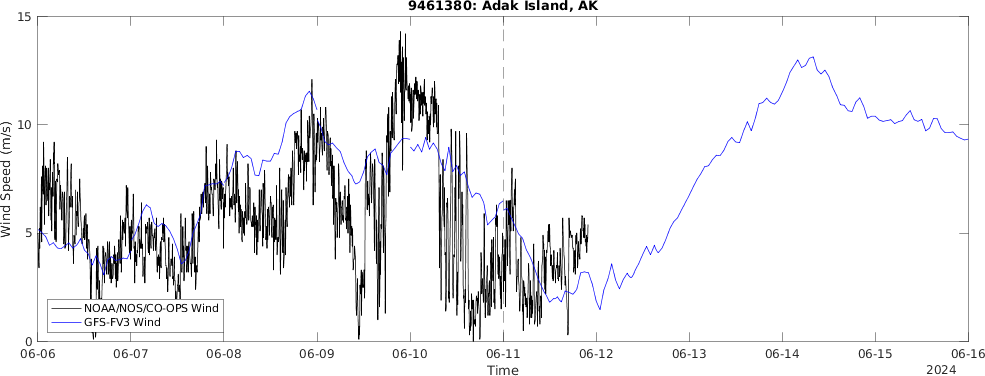 9461380: Adak Island, AK
Wind Speed (m/s)
15
10
5
0
NOAA/NOS/CO-OPS Wind
GFS-FV3 Wind
06-06 06-07 06-08 06-09 06-10 06-11 06-12 06-13 06-14 06-15 06-16
Time
2024